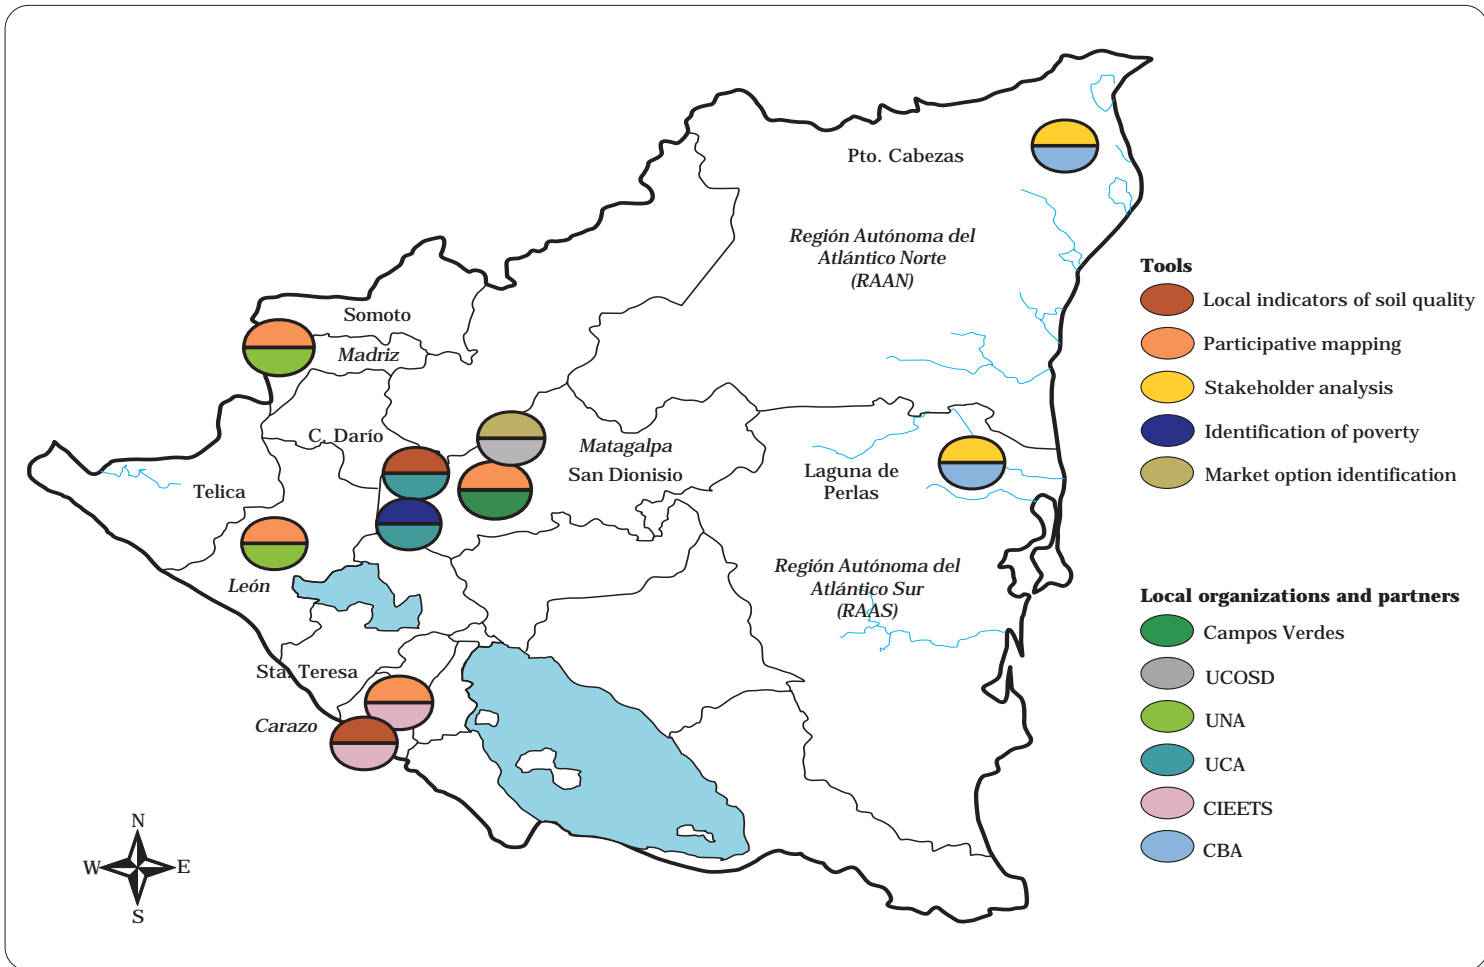 Pto. Cabezas
Región Autónoma del
Atlántico Norte
(RAAN)
Somoto
Madriz
C. Darío
Matagalpa
San Dionisio
Telica
León
Laguna de
Perlas
Región Autónoma del
Atlántico Sur
(RAAS)
Sta. Teresa
Carazo
N
W
E
S
Tools
Local indicators of soil quality
Participative mapping
Stakeholder analysis
Identification of poverty
Market option identification
Local organizations and partners
Campos Verdes
UCOSD
UNA
UCA
CIEETS
CBA